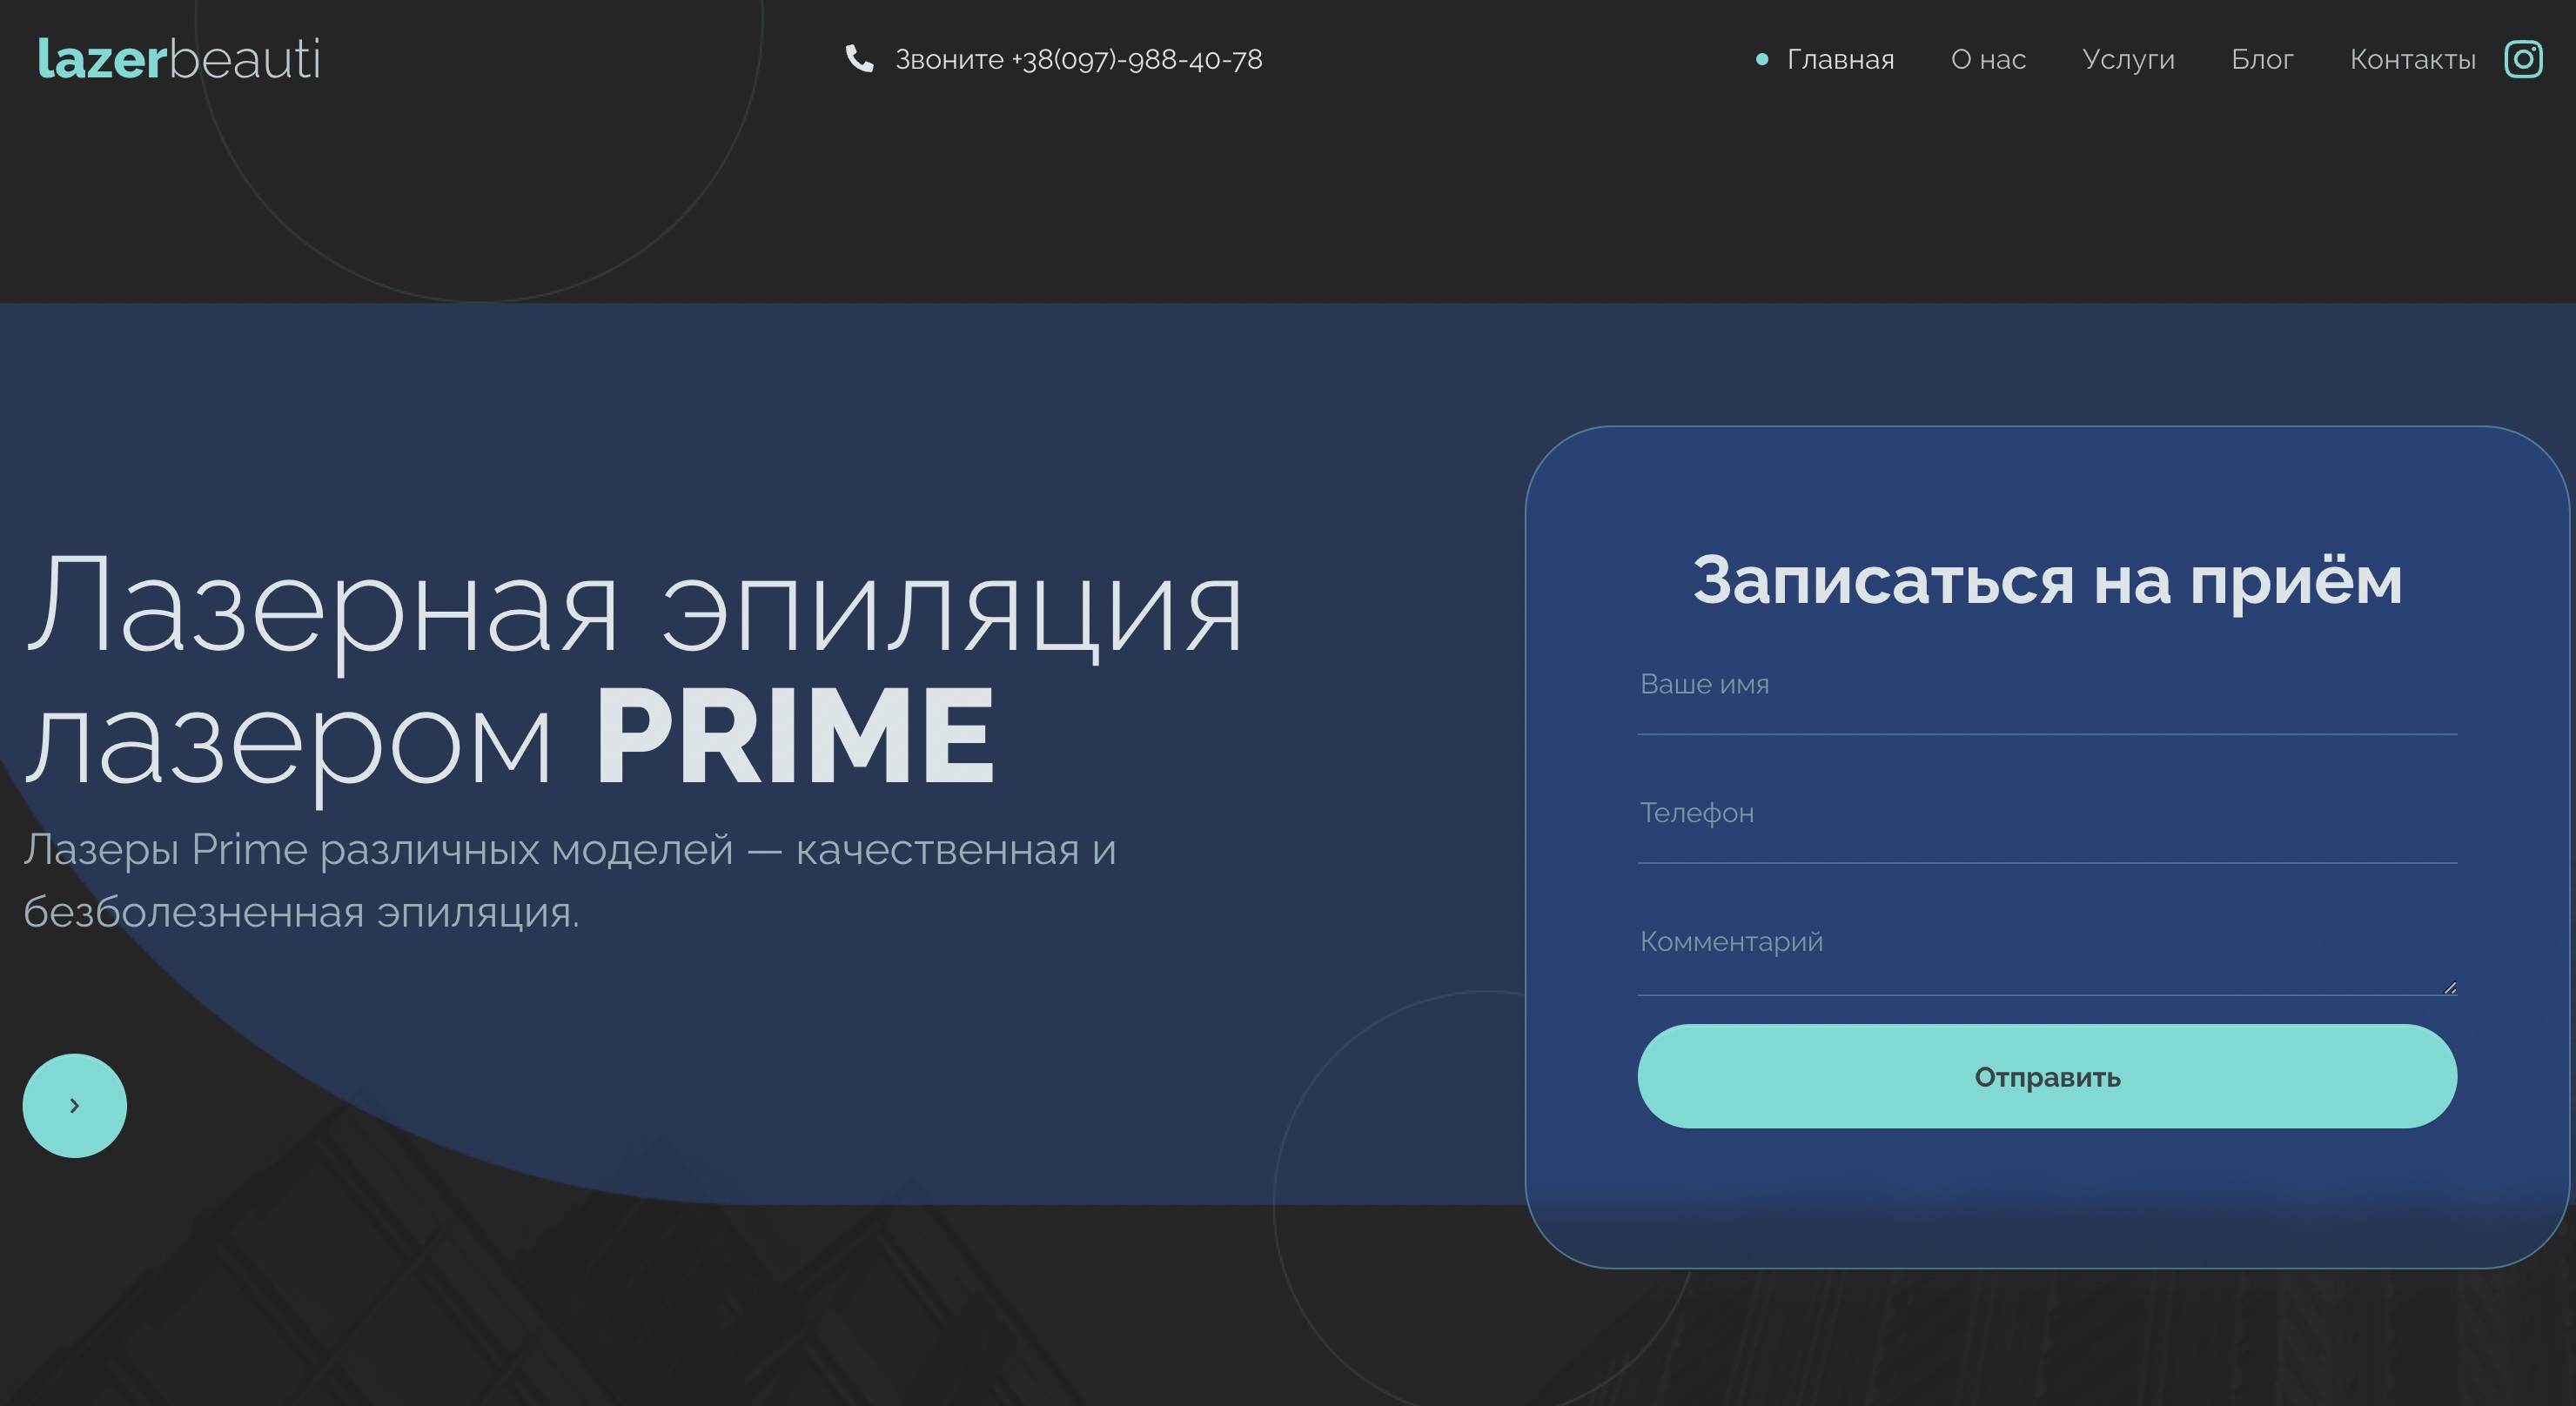 lazerbeauti
Звоните +38(097)-988-40-78
Главная
О нас
Услуги
Блог
Контакты
Лазерная эпиляция
лазером PRIME
Лазеры Prime различных моделей — качественная и
безболезненная эпиляция.
Записаться на приём
Ваше имя
Телефон
Комментарий
Отправить